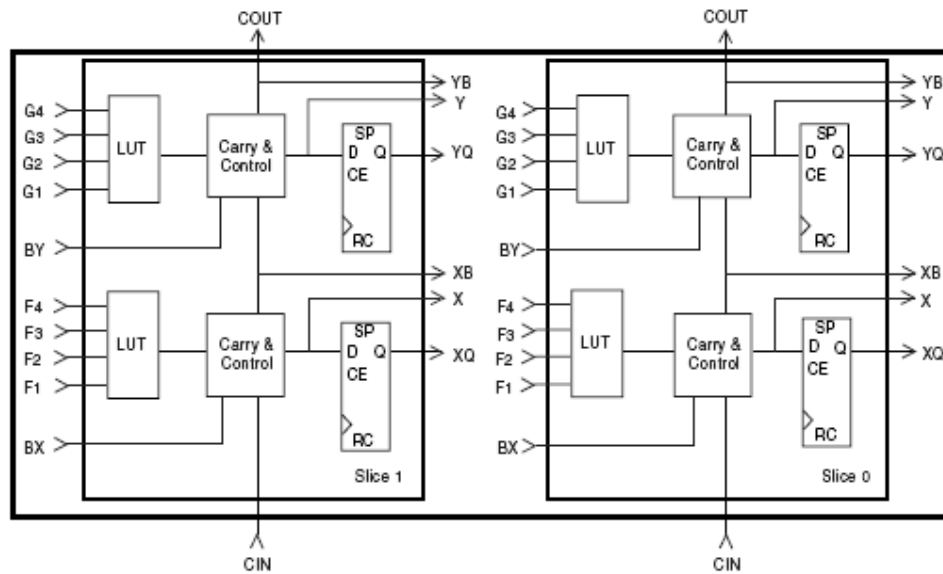 COUT
YB
Y
G4
G3
G2
G1
LUT
Carry &
Control
SP
D Q
CE
RC
YQ
BY
XB
X
F4
F3
F2
F1
LUT
Carry &
Control
SP
D Q
CE
RC
XQ
BX
Slice 1
CIN
COUT
YB
Y
G4
G3
G2
G1
LUT
Carry &
Control
SP
D Q
CE
RC
YQ
BY
XB
X
F4
F3
F2
F1
LUT
Carry &
Control
SP
D Q
CE
RC
XQ
BX
Slice 0
CIN